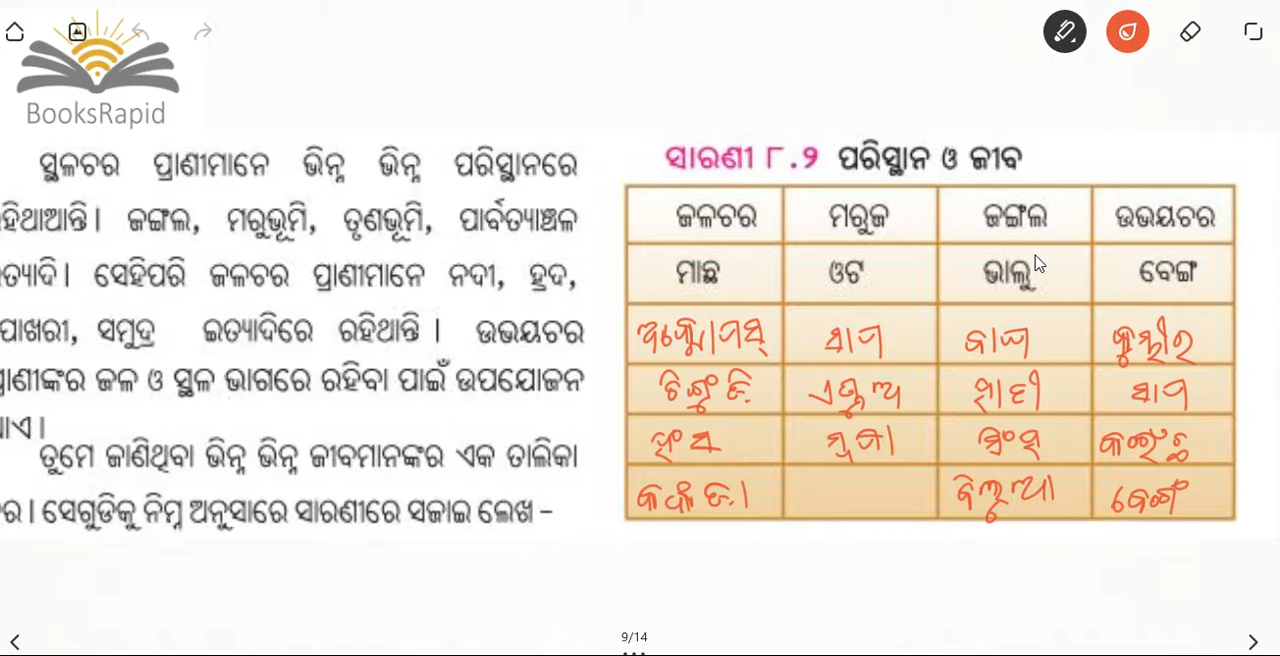 BooksRapid
ସ୍ଥଳଚର ପ୍ରାଣୀମାନେ ଭିନ୍ନ ଭିନ୍ନ ପରିସ୍ଥାନରେ
ହିଥାଆନ୍ତି। ଜଙ୍ଗଲ, ମରୁଭୂମି, ତୃଣଭୂମି, ପାର୍ବତ୍ୟାଞ୍ଚଳ
ତ୍ୟାଦି। ସେହିପରି ଜଳଚର ପ୍ରାଣୀମାନେ ନଦୀ, ହ୍ରଦ,
ପୋଖରୀ, ସମୁଦ୍ର ଇତ୍ୟାଦିରେ ରହିଥାନ୍ତି। ଉଭୟଚର
ପ୍ରାଣୀଙ୍କର ଜଳ ଓ ସ୍ଥଳ ଭାଗରେ ରହିବା ପାଇଁ ଉପଯୋଜନ
ଥାଏ।
ତୁମେ ଜାଣିଥିବା ଭିନ୍ନ ଭିନ୍ନ ଜୀବମାନଙ୍କର ଏକ ତାଲିକା
ର। ସେଗୁଡିକୁ ନିମ୍ନ ଅନୁସାରେ ସାରଣୀରେ ସଜାଇ ଲେଖ –
ସାରଣୀ ୮.୨ ପରିସ୍ଥାନ ଓ ଜୀବ
ଜଳଚର ମରୁଜ ଜଙ୍ଗଲ ଉଭୟଚର
ମାଛ ଓଟ ଭାଲୁ ବେଙ୍ଗ
ଅକ୍ଟୋପସ୍ ସାପ ବାଘ କୁମ୍ଭୀର
ଚିଙ୍ଗୁଡ଼ି ଏଣ୍ଡୁଅ ହାତୀ ସାପ
ହଂସ ମୂଷା ସିଂହ କଇଁଛ
କଙ୍କଡ଼ା ବିଲୁଆ ବେଙ୍ଗ
9/14